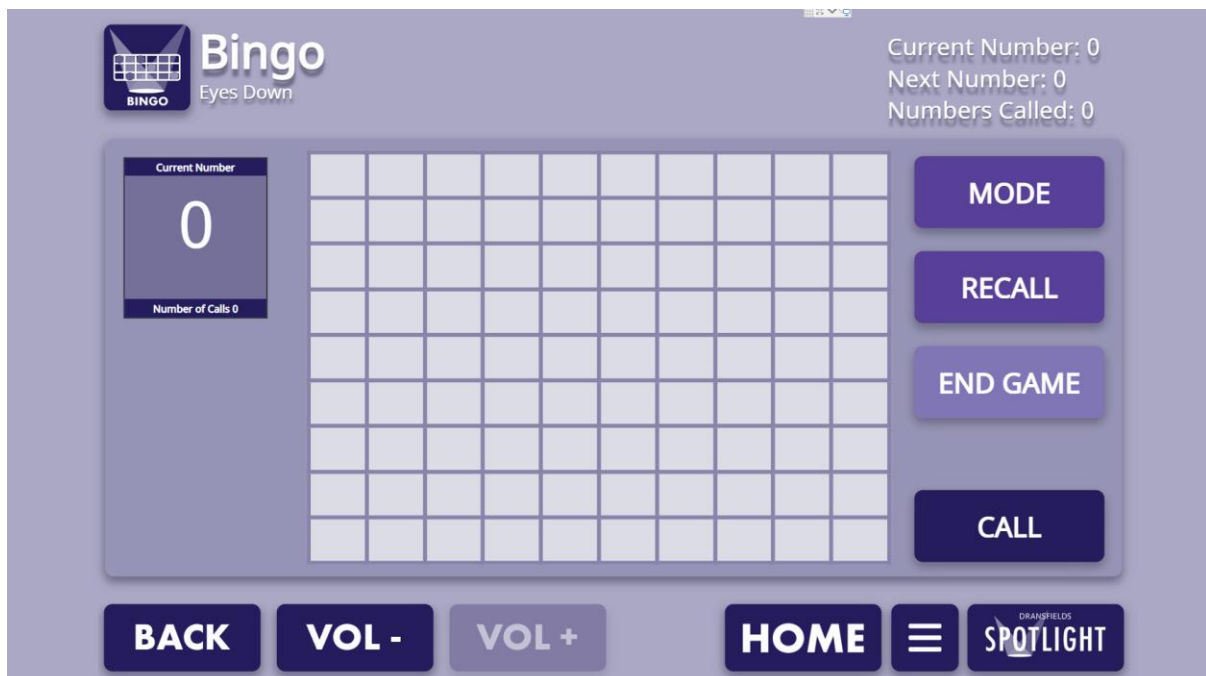 Bingo
Eyes Down
BINGO
Current Number: 0
Next Number: 0
Numbers Called: 0
Current Number
0
Number of Calls 0
MODE
RECALL
END GAME
CALL
BACK
VOL -
VOL +
HOME
DRANSFIELDS
SPOTLIGHT